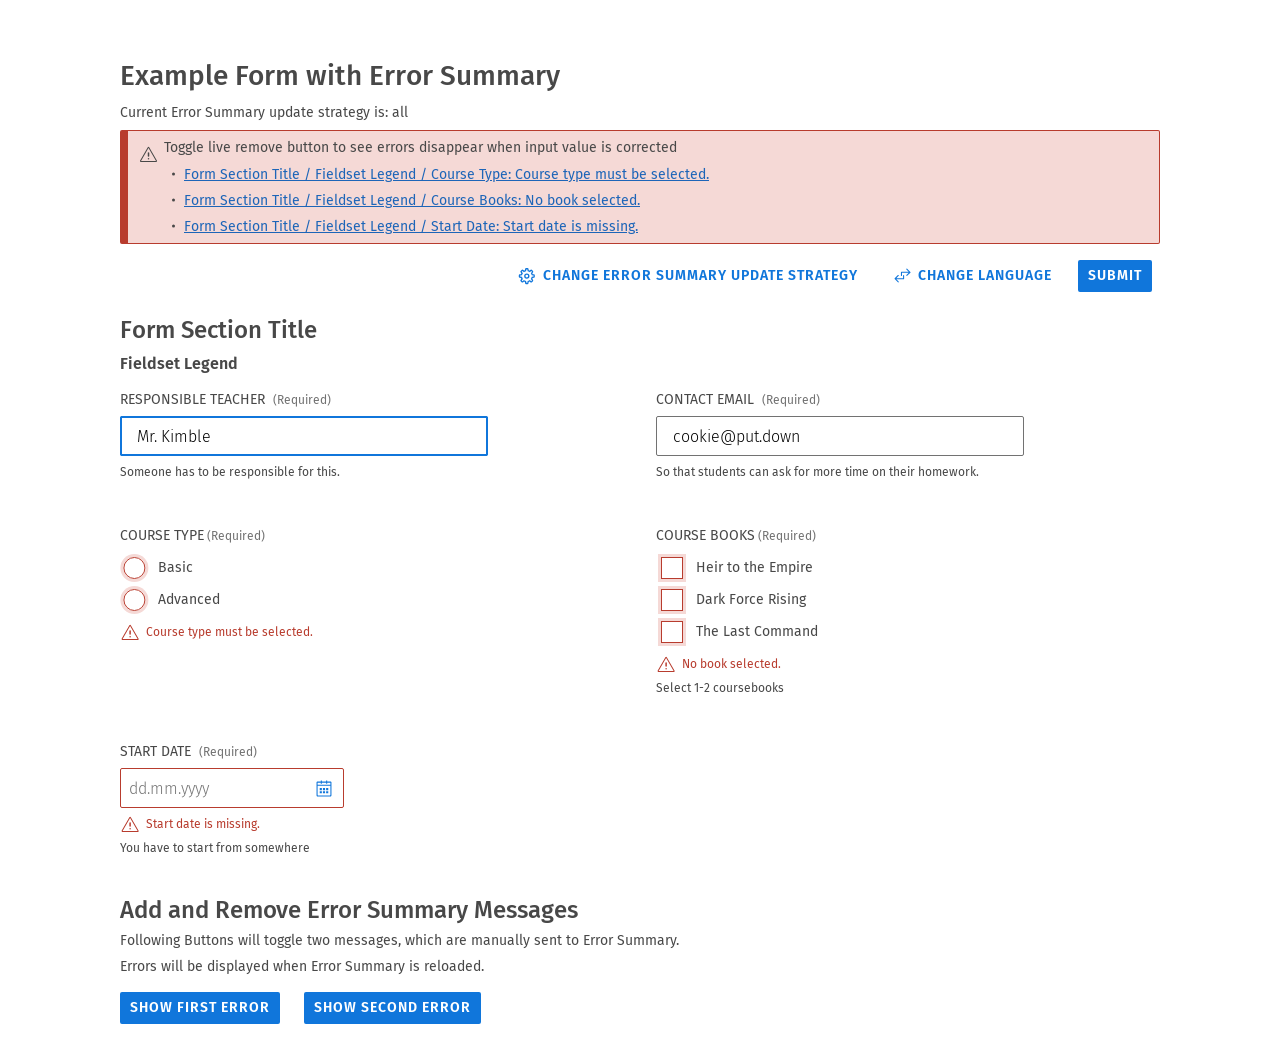 Example Form with Error Summary
Current Error Summary update strategy is: all
Toggle live remove button to see errors disappear when input value is corrected
• Form Section Title / Fieldset Legend / Course Type: Course type must be selected.
• Form Section Title / Fieldset Legend / Course Books: No book selected.
• Form Section Title / Fieldset Legend / Start Date: Start date is missing.
CHANGE ERROR SUMMARY UPDATE STRATEGY CHANGE LANGUAGE SUBMIT
Form Section Title
Fieldset Legend
RESPONSIBLE TEACHER (Required)
Mr. Kimble
Someone has to be responsible for this.
CONTACT EMAIL (Required)
cookie@put.down
So that students can ask for more time on their homework.
COURSE TYPE (Required)
Basic
Advanced
Course type must be selected.
COURSE BOOKS (Required)
Heir to the Empire
Dark Force Rising
The Last Command
No book selected.
Select 1-2 coursebooks
START DATE (Required)
dd.mm.yyyy
Start date is missing.
You have to start from somewhere
Add and Remove Error Summary Messages
Following Buttons will toggle two messages, which are manually sent to Error Summary.
Errors will be displayed when Error Summary is reloaded.
SHOW FIRST ERROR SHOW SECOND ERROR